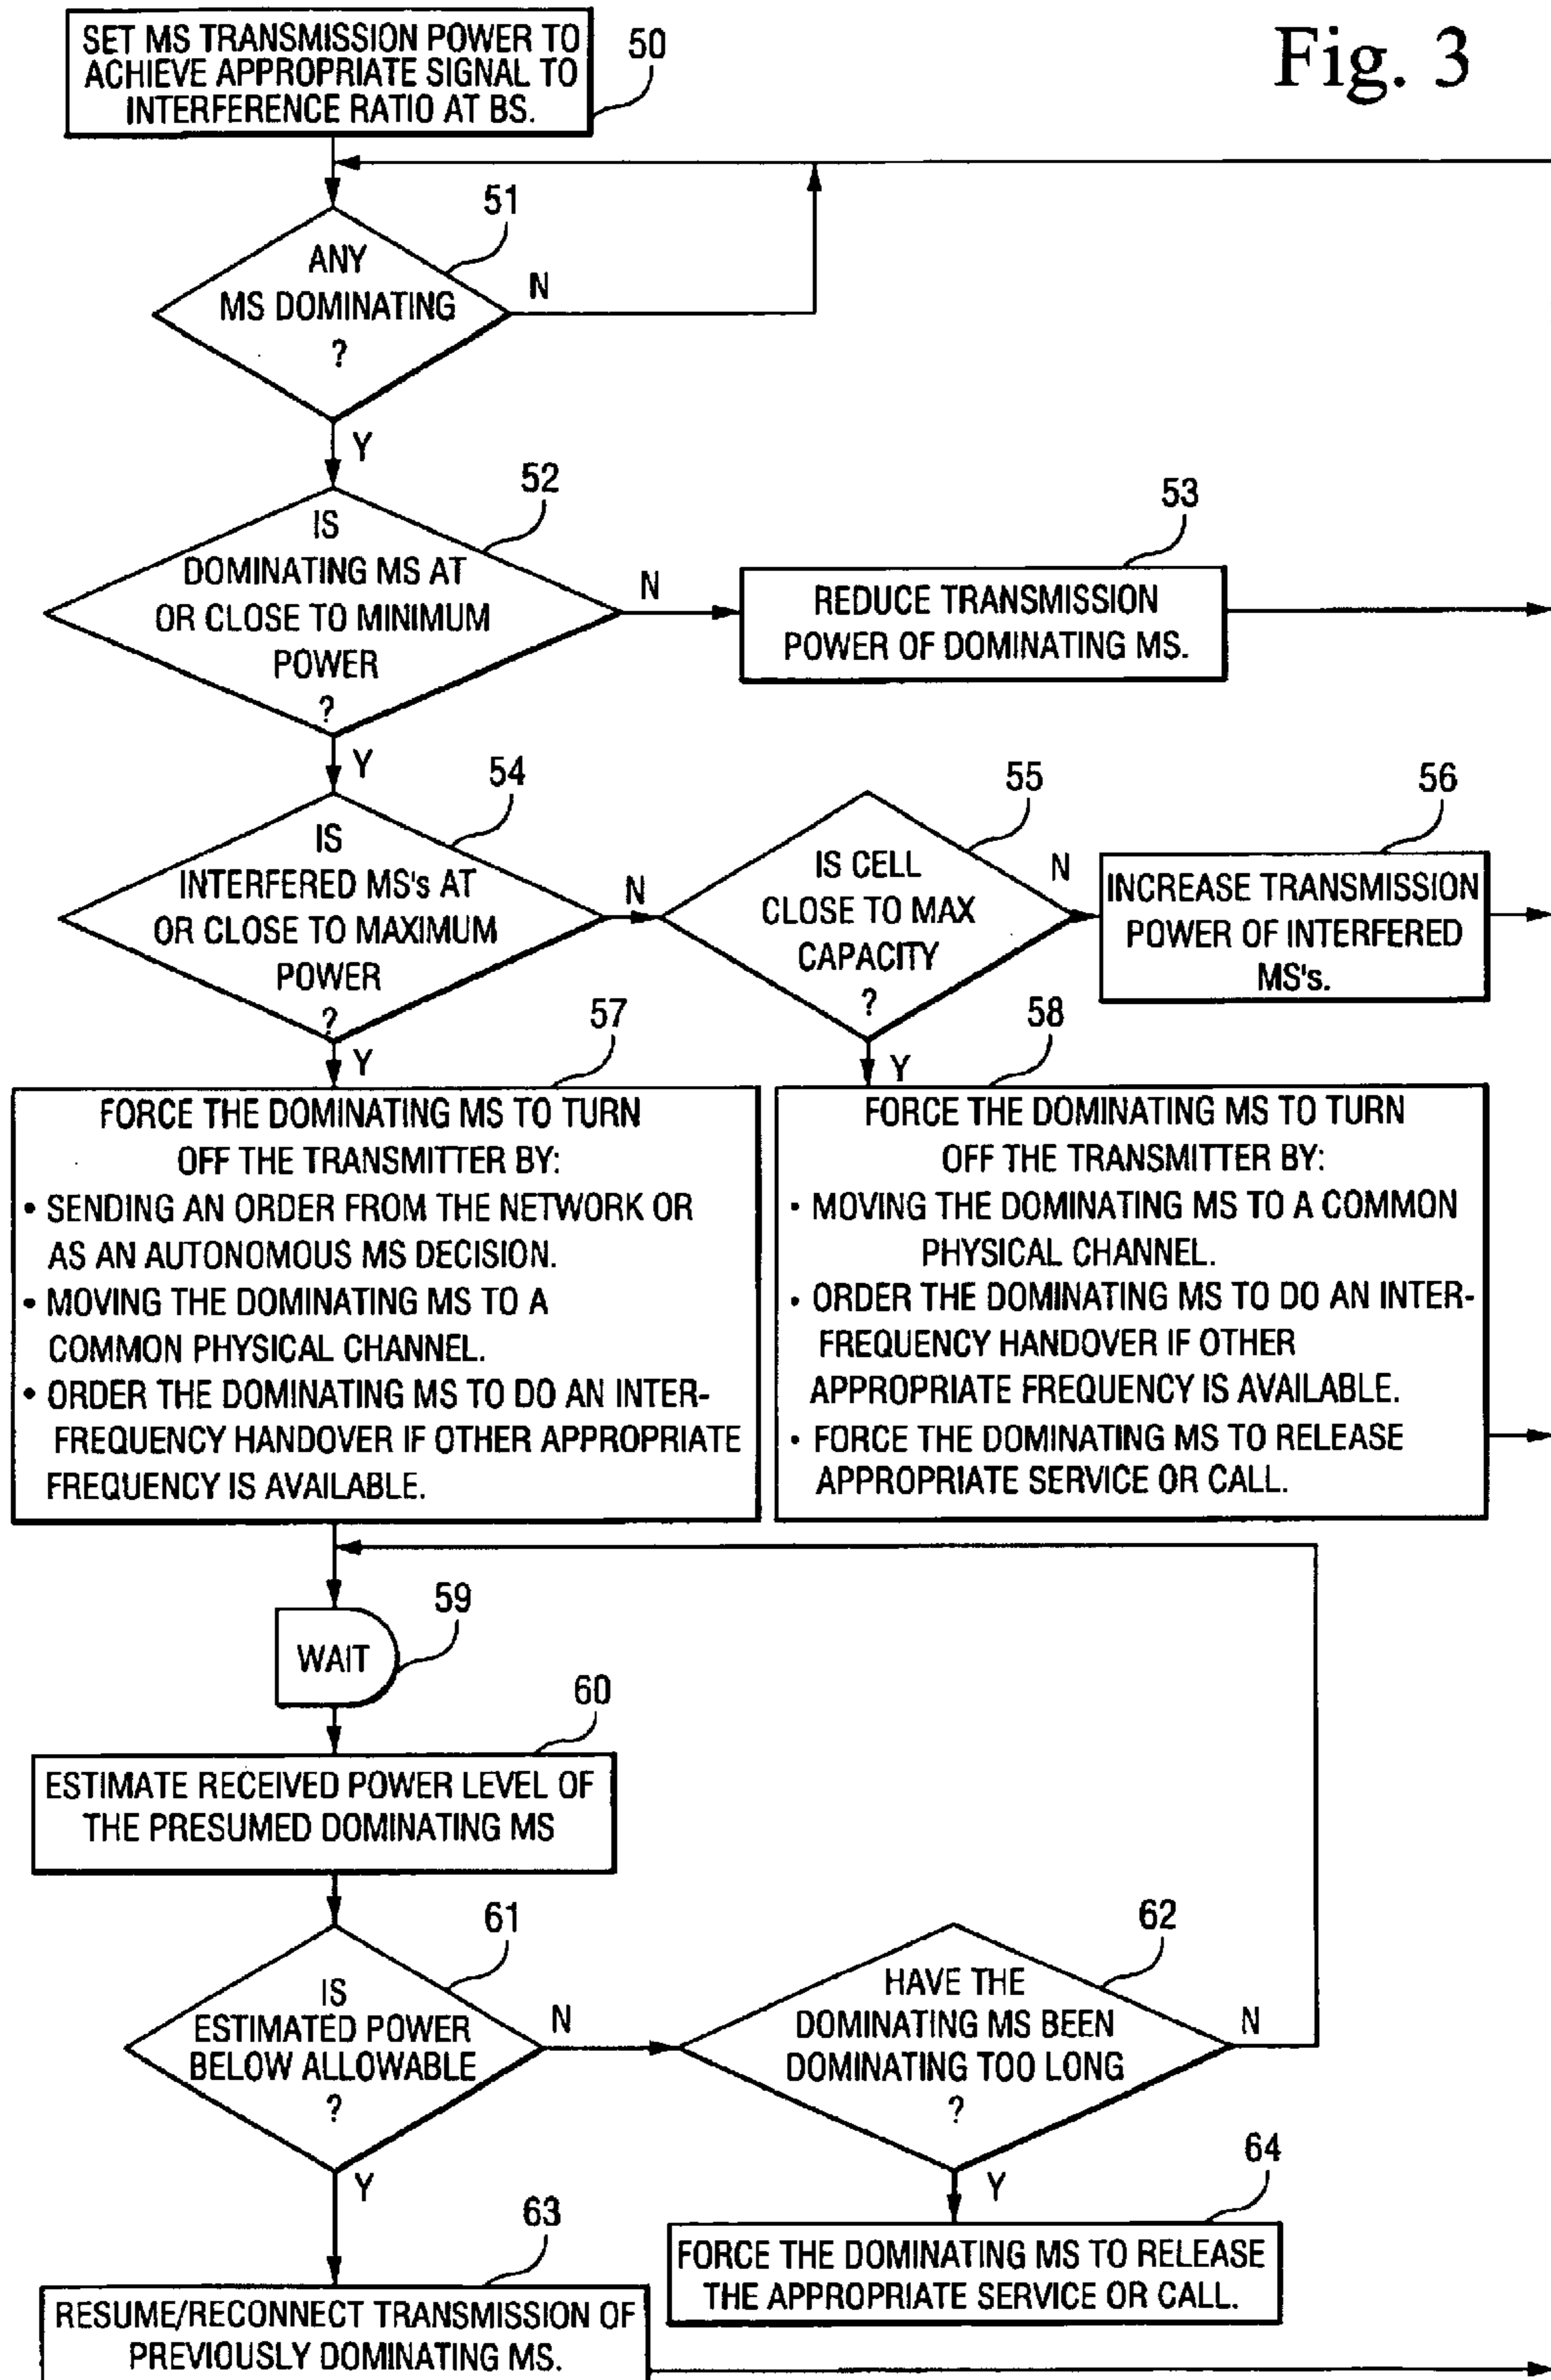 Fig. 3
SET MS TRANSMISSION POWER TO
ACHIEVE APPROPRIATE SIGNAL TO
INTERFERENCE RATIO AT BS.
50
51
ANY
MS DOMINATING
?
N
Y
52
IS
DOMINATING MS AT
OR CLOSE TO MINIMUM
POWER
?
N
53
REDUCE TRANSMISSION
POWER OF DOMINATING MS.
Y
54
IS
INTERFERED MS's AT
OR CLOSE TO MAXIMUM
POWER
?
N
55
IS CELL
CLOSE TO MAX
CAPACITY
?
N
56
INCREASE TRANSMISSION
POWER OF INTERFERED
MS's.
Y
57
FORCE THE DOMINATING MS TO TURN
OFF THE TRANSMITTER BY:
• SENDING AN ORDER FROM THE NETWORK OR
AS AN AUTONOMOUS MS DECISION.
• MOVING THE DOMINATING MS TO A
COMMON PHYSICAL CHANNEL.
• ORDER THE DOMINATING MS TO DO AN INTER-
FREQUENCY HANDOVER IF OTHER APPROPRIATE
FREQUENCY IS AVAILABLE.
Y
58
FORCE THE DOMINATING MS TO TURN
OFF THE TRANSMITTER BY:
• MOVING THE DOMINATING MS TO A COMMON
PHYSICAL CHANNEL.
• ORDER THE DOMINATING MS TO DO AN INTER-
FREQUENCY HANDOVER IF OTHER
APPROPRIATE FREQUENCY IS AVAILABLE.
• FORCE THE DOMINATING MS TO RELEASE
APPROPRIATE SERVICE OR CALL.
59
WAIT
60
ESTIMATE RECEIVED POWER LEVEL OF
THE PRESUMED DOMINATING MS
61
IS
ESTIMATED POWER
BELOW ALLOWABLE
?
N
62
HAVE THE
DOMINATING MS BEEN
DOMINATING TOO LONG
?
N
Y
64
FORCE THE DOMINATING MS TO RELEASE
THE APPROPRIATE SERVICE OR CALL.
Y
63
RESUME/RECONNECT TRANSMISSION OF
PREVIOUSLY DOMINATING MS.